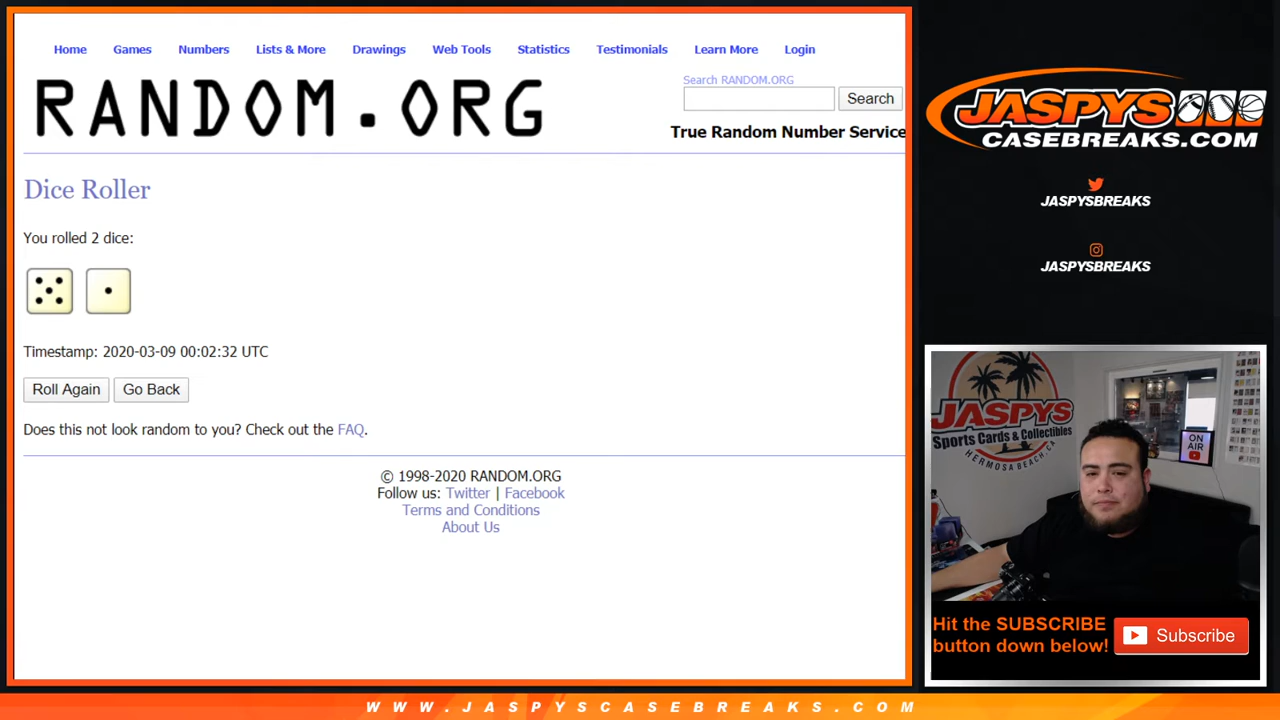 Home Games Numbers Lists & More Drawings Web Tools Statistics Testimonials Learn More Login
RANDOM.ORG
Search RANDOM.ORG
Search
True Random Number Service
Dice Roller
You rolled 2 dice:
Timestamp: 2020-03-09 00:02:32 UTC
Roll Again Go Back
Does this not look random to you? Check out the FAQ.
© 1998-2020 RANDOM.ORG
Follow us: Twitter | Facebook
Terms and Conditions
About Us
JASPYS
CASEBREAKS.COM
JASPYSBREAKS
JASPYSBREAKS
JASPYS
Sports Cards & Collectibles
HERMOSA BEACH, CA
ON AIR
Hit the SUBSCRIBE
button down below!
Subscribe
WWW.JASPYSCASEBREAKS.COM